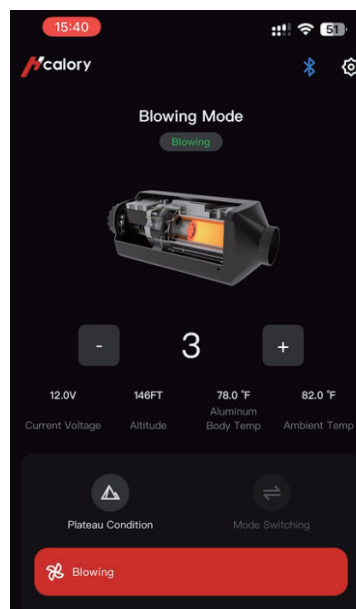 15:40
51
Hcalory
Blowing Mode
Blowing
-
3
+
12.0V 146FT 78.0 °F 82.0 °F
Current Voltage Altitude Aluminum Body Temp Ambient Temp
Plateau Condition Mode Switching
Blowing